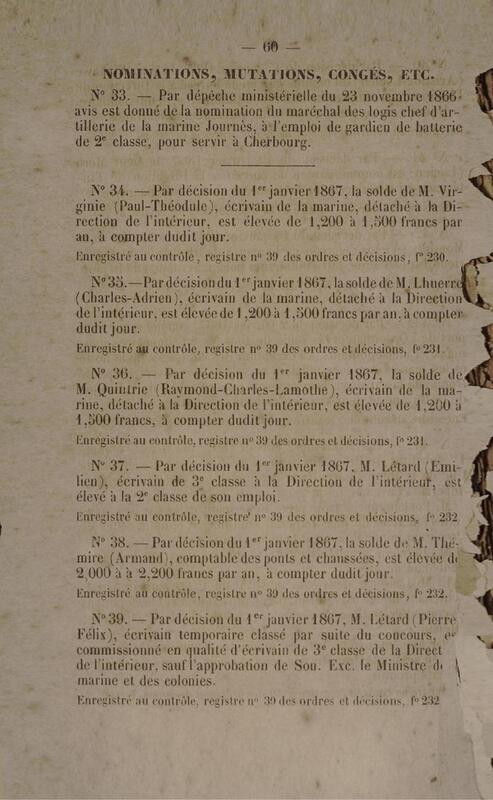 — 60 —
NOMINATIONS, MUTATIONS, CONGÉS, ETC.
N° 33. — Par dépêche ministérielle du 23 novembre 1866
avis est donné de la nomination du maréchal des logis chef d'ar-
tillerie de la marine Journès, à l'emploi de gardien de batterie
de 2e classe, pour servir à Cherbourg.
N° 34. — Par décision du 1er janvier 1867, la solde de M. Vir-
ginie (Paul-Théodule), écrivain de la marine, détaché à la Di-
rection de l'intérieur, est élevée de 1,200 à 1,500 francs par
an, à compter dudit jour.
Enregistré au contrôle, registre n° 39 des ordres et décisions, f° 230.
N° 35. — Par décision du 1er janvier 1867, la solde de M. Lhuerre
(Charles-Adrien), écrivain de la marine, détaché à la Direction
de l'intérieur, est élevée de 1,200 à 1,500 francs par an, à compter
dudit jour.
Enregistré au contrôle, registre n° 39 des ordres et décisions, f° 231.
N° 36. — Par décision du 1er janvier 1867, la solde de
M. Quintrie (Raymond-Charles-Lamothe), écrivain de la ma-
rine, détaché à la Direction de l'intérieur, est élevée de 1,200 à
1,500 francs, à compter dudit jour.
Enregistré au contrôle, registre n° 39 des ordres et décisions, f° 231.
N° 37. — Par décision du 1er janvier 1867, M. Létard (Emi-
lien), écrivain de 3e classe à la Direction de l'intérieur, est
élevé à la 2e classe de son emploi.
Enregistré au contrôle, registre n° 39 des ordres et décisions, f° 232
N° 38. — Par décision du 1er janvier 1867, la solde de M. Thé-
mire (Armand), comptable des ponts et chaussées, est élevée d
2,000 à à 2,200 francs par an, à compter dudit jour.
Enregistré au contrôle, registre n° 39 des ordres et décisions, f° 232.
N° 39. — Par décision du 1er janvier 1867, M. Létard (Pierre
Félix), écrivain temporaire classé par suite du concours, e
commissionné en qualité d'écrivain de 3e classe de la Direct
de l'intérieur, sauf l'approbation de Son. Exc. le Ministre d
marine et des colonies.
Enregistré au contrôle, registre n° 39 des ordres et décisions, f° 232